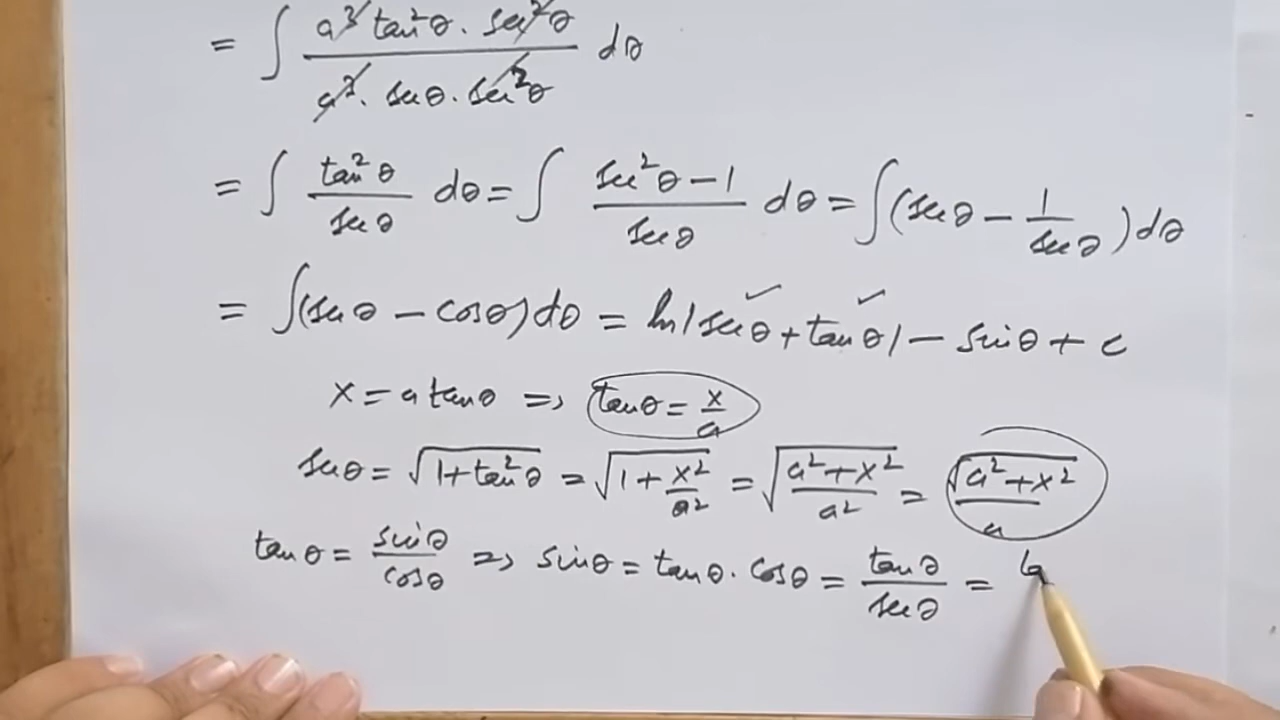 = ∫ a³ tan²θ · sec²θ / a² · secθ · sec²θ dθ
= ∫ tan²θ / secθ dθ = ∫ sec²θ − 1 / secθ dθ = ∫ (secθ − 1/secθ) dθ
= ∫(secθ − cosθ) dθ = ln|secθ + tanθ| − sinθ + c
x = a tanθ => tanθ = x/a
secθ = √(1+tan²θ) = √(1 + x²/a²) = √(a²+x²/a²) = √(a²+x²)/a
tanθ = sinθ/cosθ => sinθ = tanθ · cosθ = tanθ/secθ =